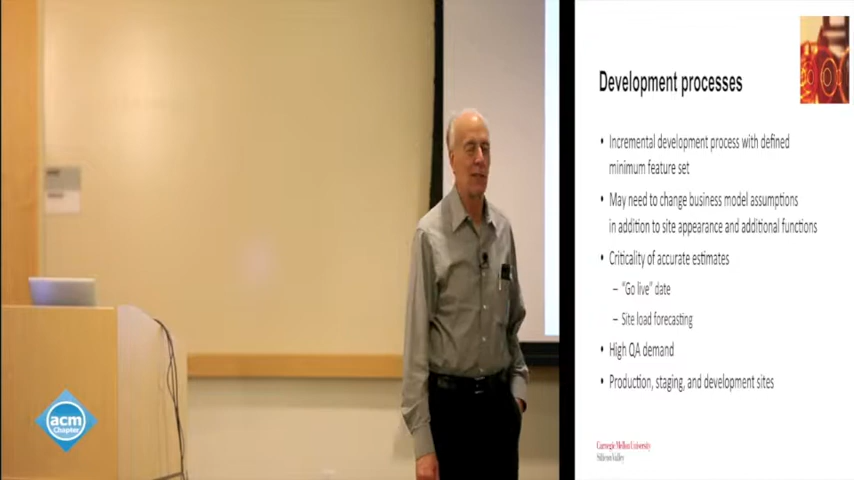 Development processes
• Incremental development process with defined
minimum feature set
• May need to change business model assumptions
in addition to site appearance and additional functions
• Criticality of accurate estimates
– "Go live" date
– Site load forecasting
• High QA demand
• Production, staging, and development sites
Carnegie Mellon University
Silicon Valley
acm
Chapter